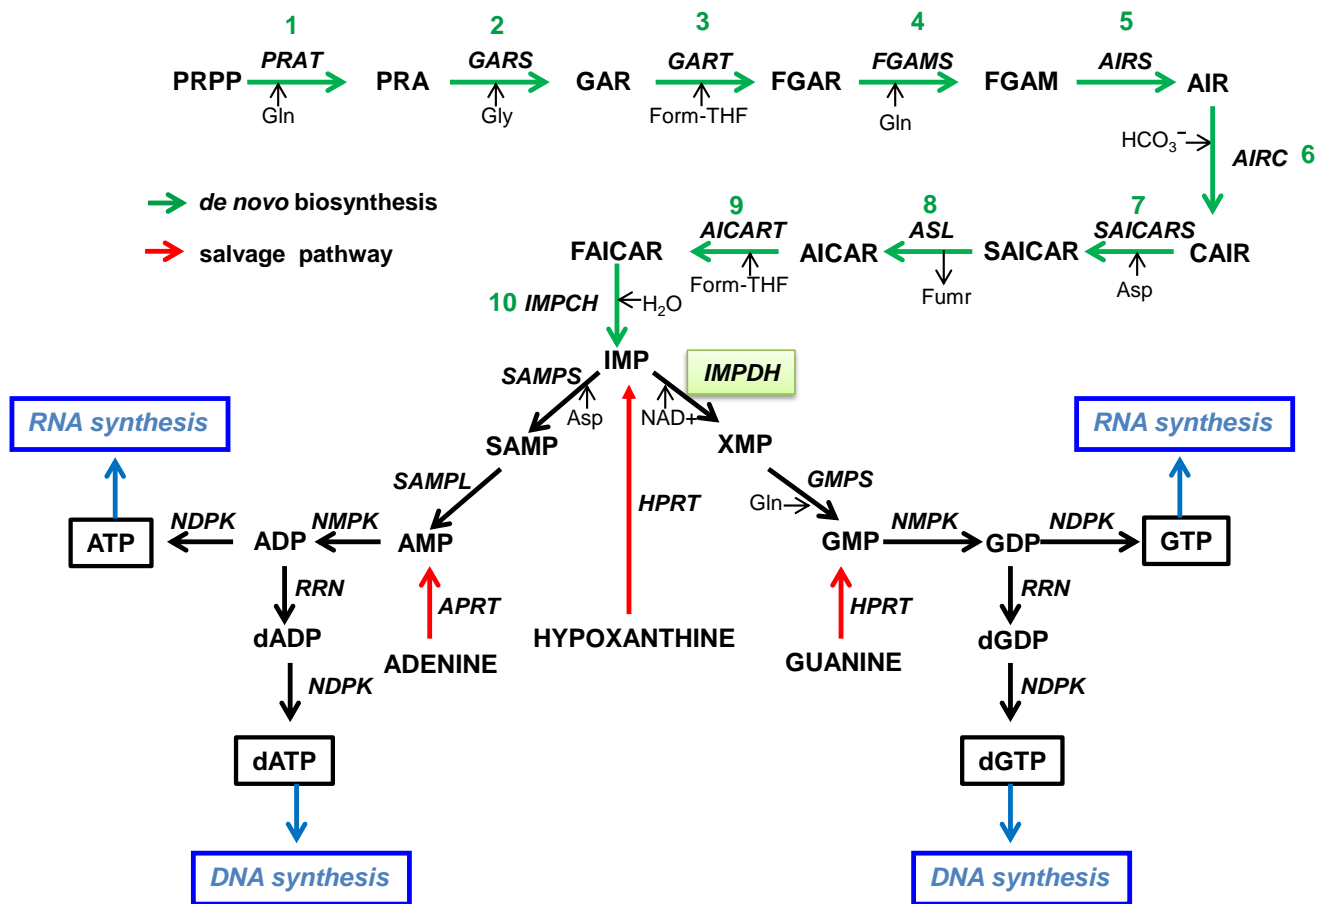 1 2 3 4 5
PRAT GARS GART FGAMS AIRS
PRPP PRA GAR FGAR FGAM AIR
Gln Gly Form-THF Gln
HCO3− AIRC 6
de novo biosynthesis
salvage pathway
9 8 7
AICART ASL SAICARS
FAICAR AICAR SAICAR CAIR
Form-THF Fumr Asp
10 IMPCH H2O
IMP
SAMPS IMPDH
Asp NAD+
RNA synthesis RNA synthesis
SAMP XMP
SAMPL GMPS
HPRT Gln
NDPK NMPK NMPK NDPK
ATP ADP AMP GMP GDP GTP
RRN APRT HPRT RRN
dADP HYPOXANTHINE dGDP
ADENINE GUANINE
NDPK NDPK
dATP dGTP
DNA synthesis DNA synthesis